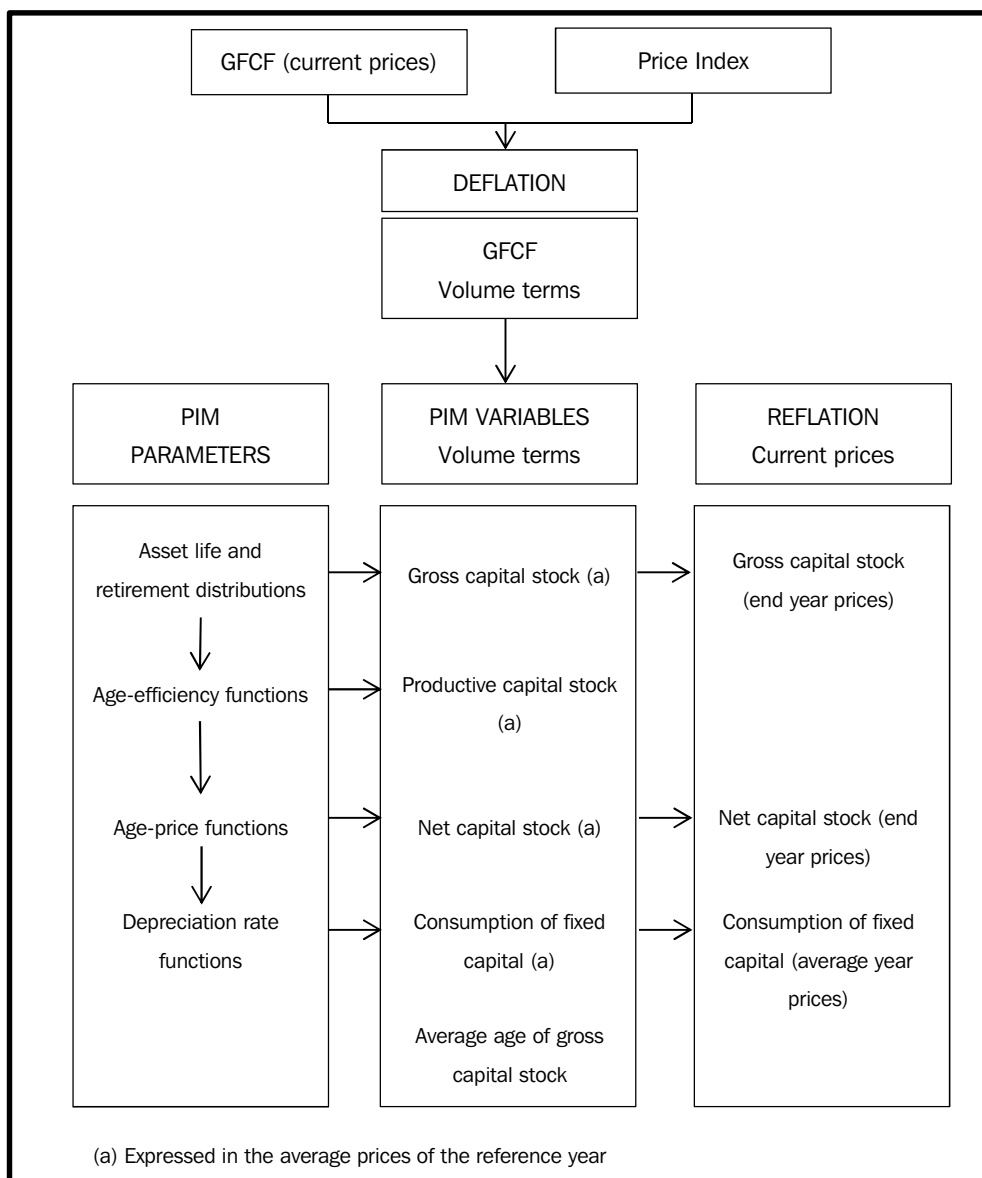 GFCF (current prices)
Price Index
DEFLATION
GFCF
Volume terms
PIM
PARAMETERS
PIM VARIABLES
Volume terms
REFLATION
Current prices
Asset life and
retirement distributions
Age-efficiency functions
Age-price functions
Depreciation rate
functions
Gross capital stock (a)
Productive capital stock
(a)
Net capital stock (a)
Consumption of fixed
capital (a)
Average age of gross
capital stock
Gross capital stock
(end year prices)
Net capital stock (end
year prices)
Consumption of fixed
capital (average year
prices)
(a) Expressed in the average prices of the reference year